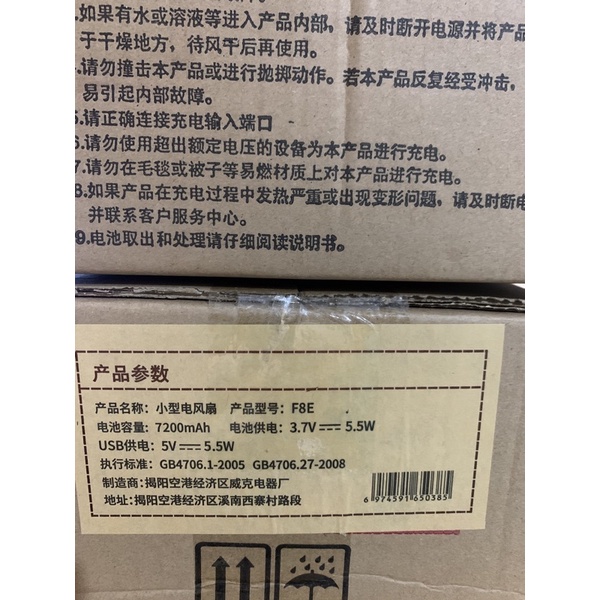 .如果有水或溶液等进入产品内部，请及时断开电源并将产品
于干燥地方，待风干后再使用。
.请勿撞击本产品或进行抛掷动作。若本产品反复经受冲击，
易引起内部故障。
5.请正确连接充电输入端口
6.请勿使用超出额定电压的设备为本产品进行充电。
7.请勿在毛毯或被子等易燃材质上对本产品进行充电。
8.如果产品在充电过程中发热严重或出现变形问题，请及时断电
并联系客户服务中心。
9.电池取出和处理请仔细阅读说明书。
产品参数
产品名称：小型电风扇 产品型号：F8E
电池容量：7200mAh 电池供电：3.7V⎓5.5W
USB供电：5V⎓5.5W
执行标准：GB4706.1-2005 GB4706.27-2008
制造商：揭阳空港经济区威克电器厂
地址：揭阳空港经济区溪南西寨村路段
6 974591 650385